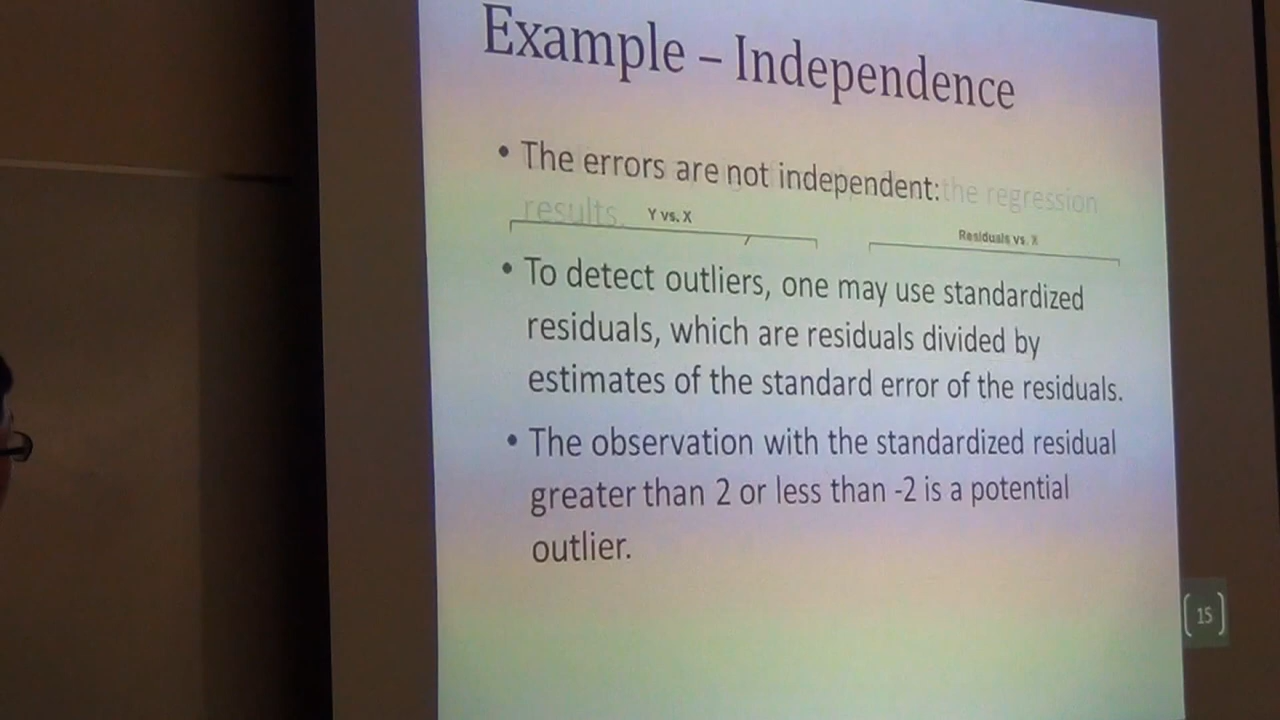 Example – Independence
• The errors are not independent: the regression
results.
Y vs. X
Residuals vs. X
• To detect outliers, one may use standardized
residuals, which are residuals divided by
estimates of the standard error of the residuals.
• The observation with the standardized residual
greater than 2 or less than -2 is a potential
outlier.
15